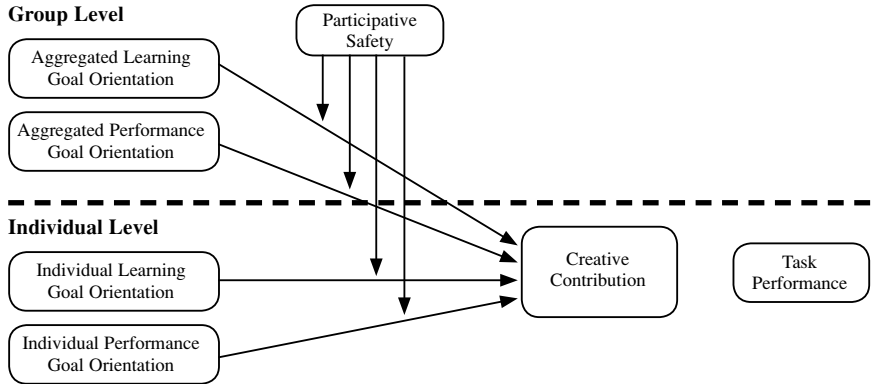 Group Level
Participative
Safety
Aggregated Learning
Goal Orientation
Aggregated Performance
Goal Orientation
Individual Level
Individual Learning
Goal Orientation
Creative
Contribution
Task
Performance
Individual Performance
Goal Orientation